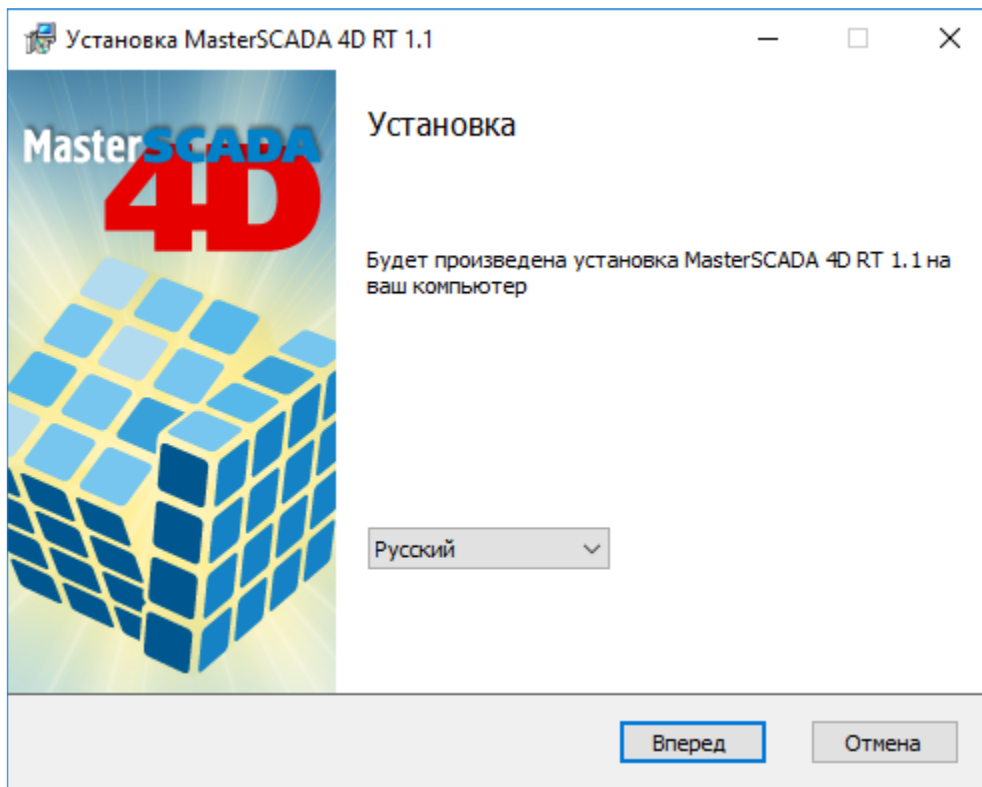 Установка MasterSCADA 4D RT 1.1
MasterSCADA
4D
Установка
Будет произведена установка MasterSCADA 4D RT 1.1 на
ваш компьютер
Русский
Вперед
Отмена